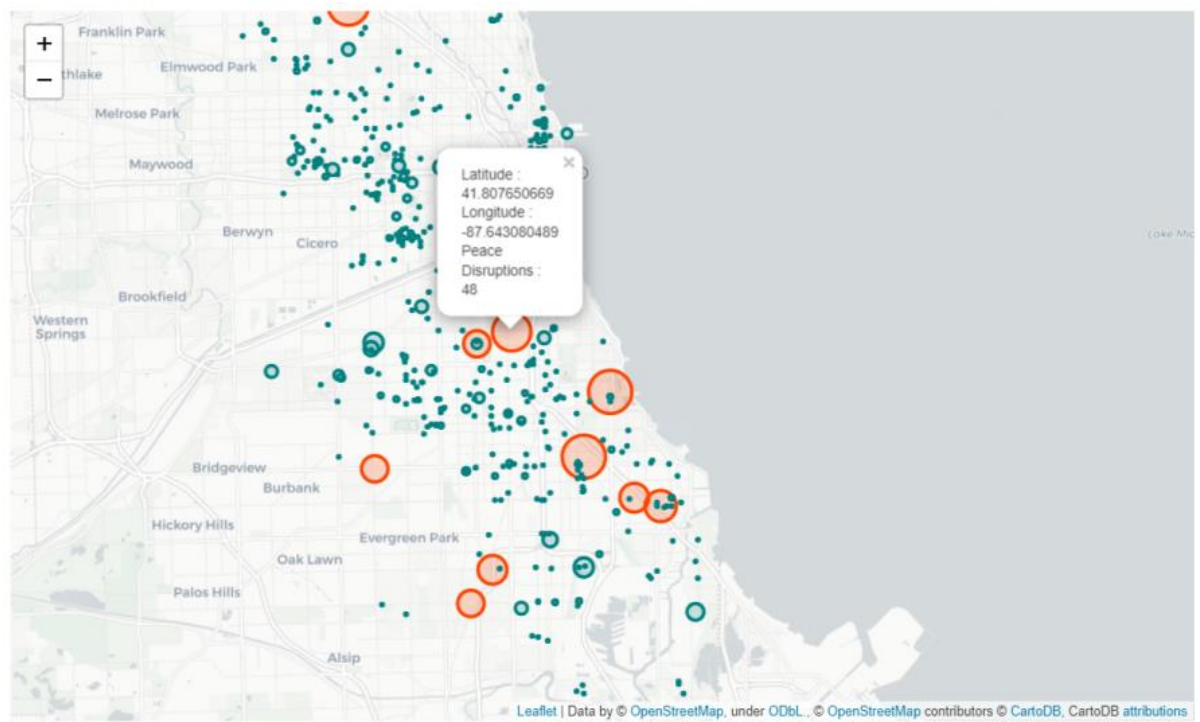 Franklin Park
+
−
thlake
Elmwood Park
Melrose Park
Maywood
×
Latitude :
41.807650669
Longitude :
-87.643080489
Peace
Disruptions :
48
Berwyn
Cicero
Lake Mic
Brookfield
Western
Springs
Bridgeview
Burbank
Hickory Hills
Evergreen Park
Oak Lawn
Palos Hills
Alsip
Leaflet | Data by © OpenStreetMap, under ODbL., © OpenStreetMap contributors © CartoDB, CartoDB attributions